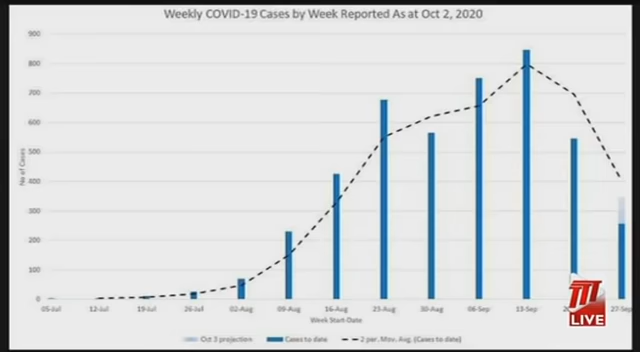 Weekly COVID-19 Cases by Week Reported As at Oct 2, 2020
900
800
700
600
500
400
300
200
100
0
No of Cases
05-Jul 12-Jul 19-Jul 26-Jul 02-Aug 09-Aug 16-Aug 23-Aug 30-Aug 06-Sep 13-Sep 27-Sep
Week Start Date
Oct 3 projection Cases to date 2 per. Mov. Avg. (Cases to date)
LIVE